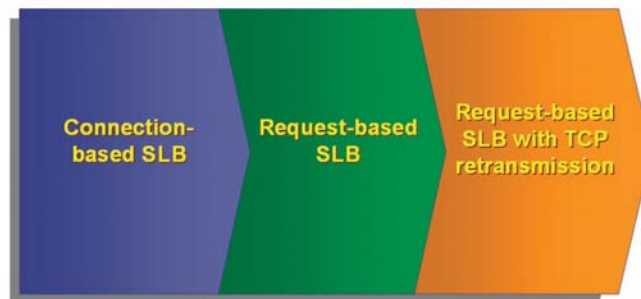 Connection-
based SLB
Request-based
SLB
Request-based
SLB with TCP
retransmission